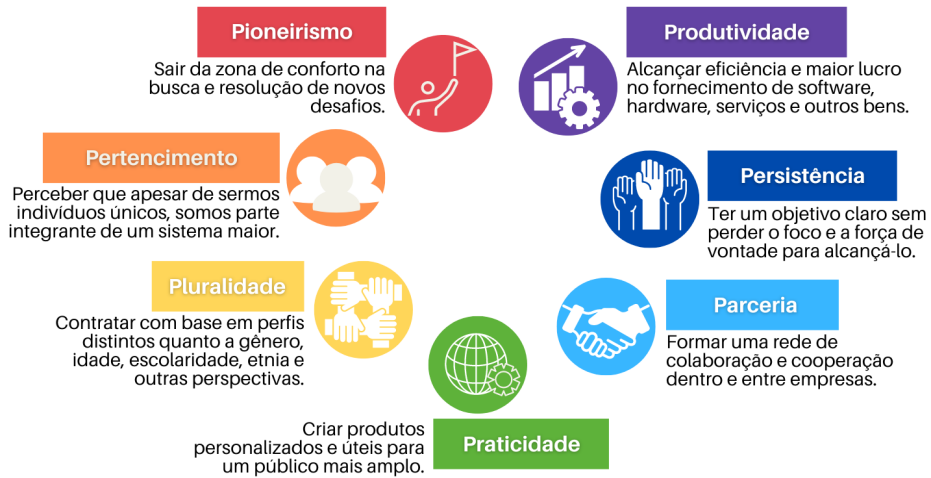 Pioneirismo
Sair da zona de conforto na
busca e resolução de novos
desafios.
Produtividade
Alcançar eficiência e maior lucro
no fornecimento de software,
hardware, serviços e outros bens.
Pertencimento
Perceber que apesar de sermos
indivíduos únicos, somos parte
integrante de um sistema maior.
Persistência
Ter um objetivo claro sem
perder o foco e a força de
vontade para alcançá-lo.
Pluralidade
Contratar com base em perfis
distintos quanto a gênero,
idade, escolaridade, etnia e
outras perspectivas.
Parceria
Formar uma rede de
colaboração e cooperação
dentro e entre empresas.
Praticidade
Criar produtos
personalizados e úteis para
um público mais amplo.